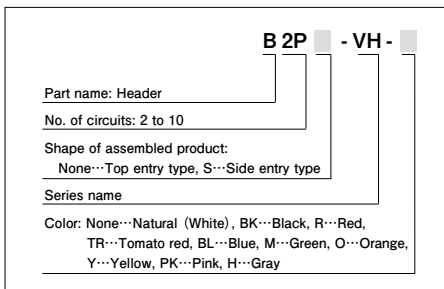 B 2P - VH -
Part name: Header
No. of circuits: 2 to 10
Shape of assembled product:
None…Top entry type, S…Side entry type
Series name
Color: None…Natural (White), BK…Black, R…Red,
TR…Tomato red, BL…Blue, M…Green, O…Orange,
Y…Yellow, PK…Pink, H…Gray